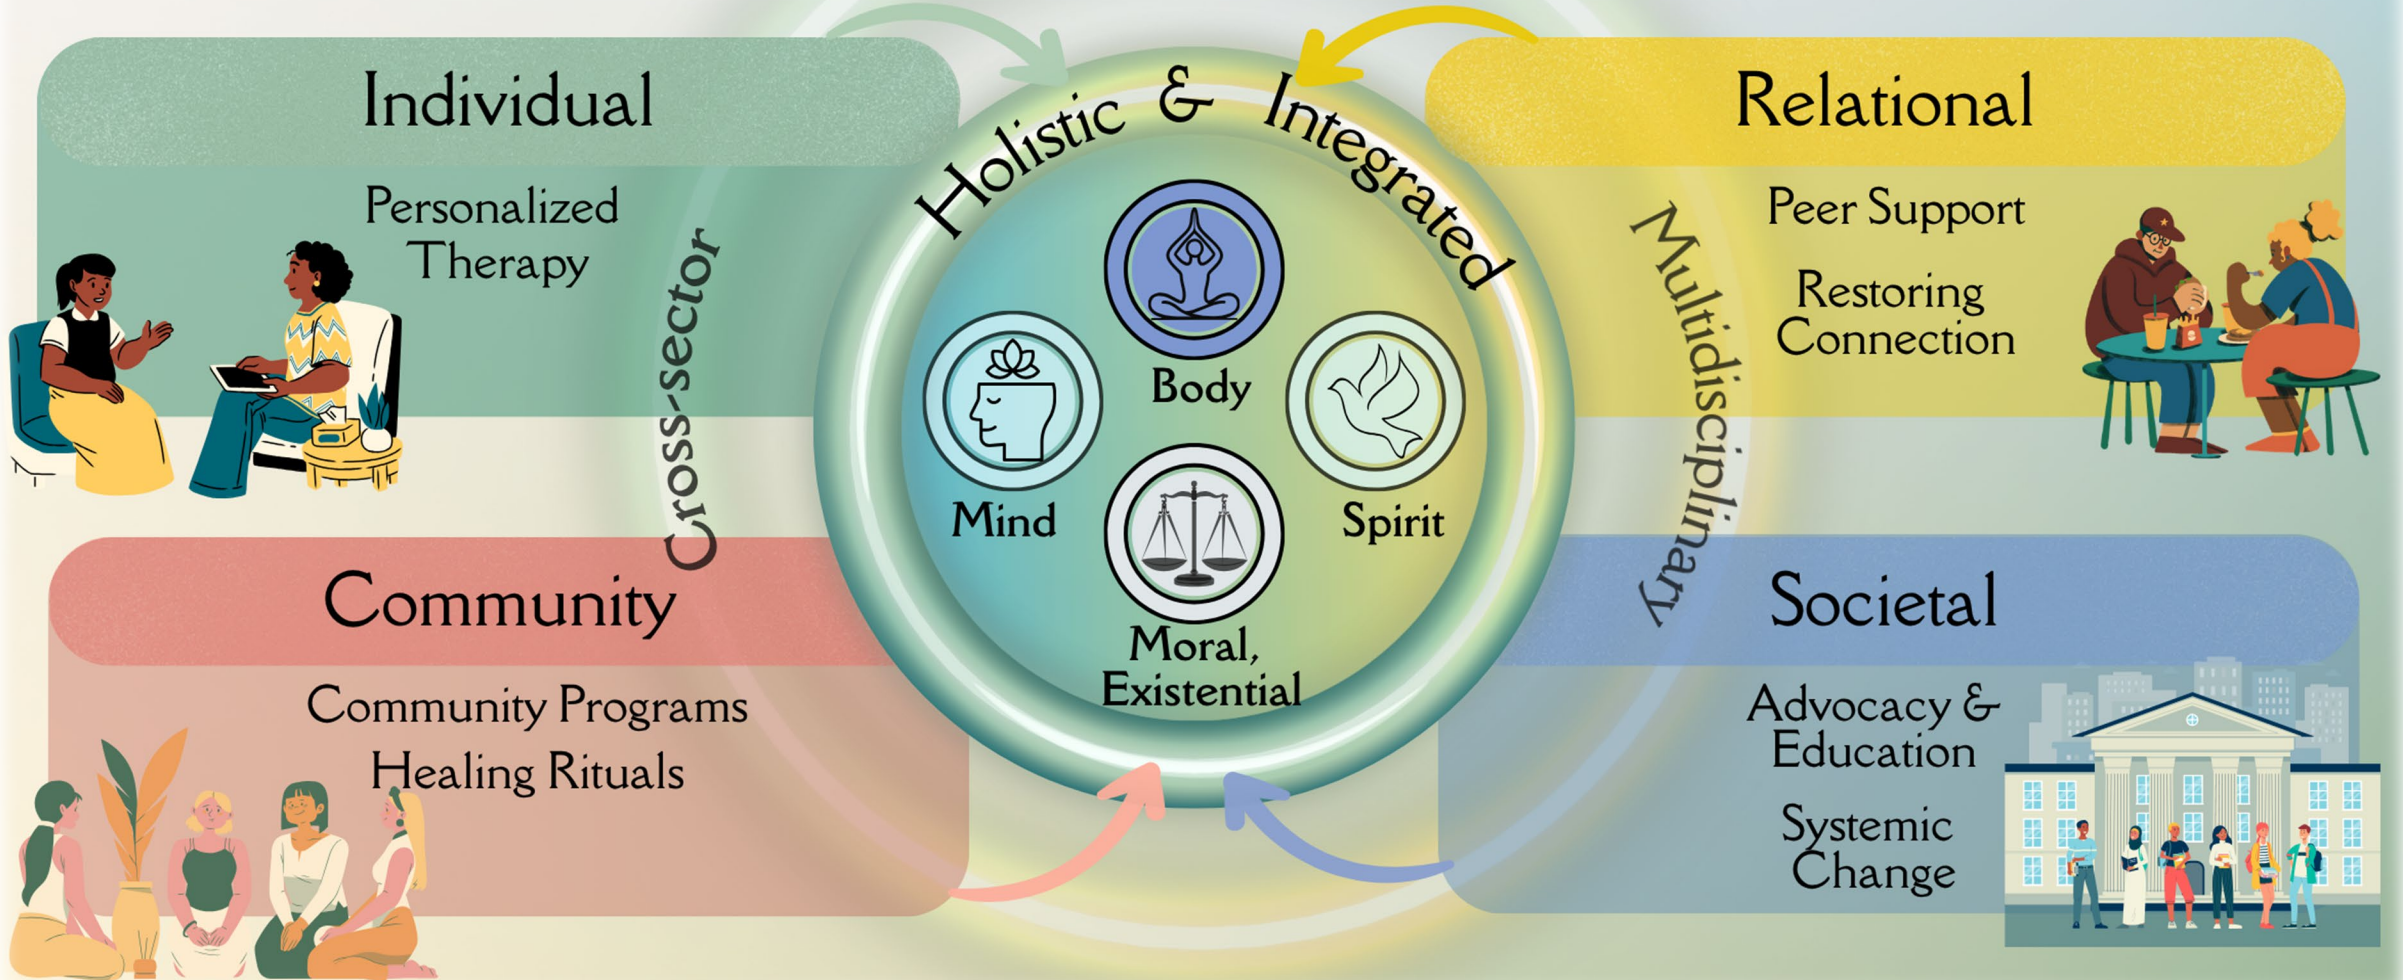 Individual
Personalized
Therapy
Cross-sector
Holistic & Integrated
Body
Mind
Spirit
Moral,
Existential
Relational
Peer Support
Restoring
Connection
Multidisciplinary
Community
Community Programs
Healing Rituals
Societal
Advocacy &
Education
Systemic
Change